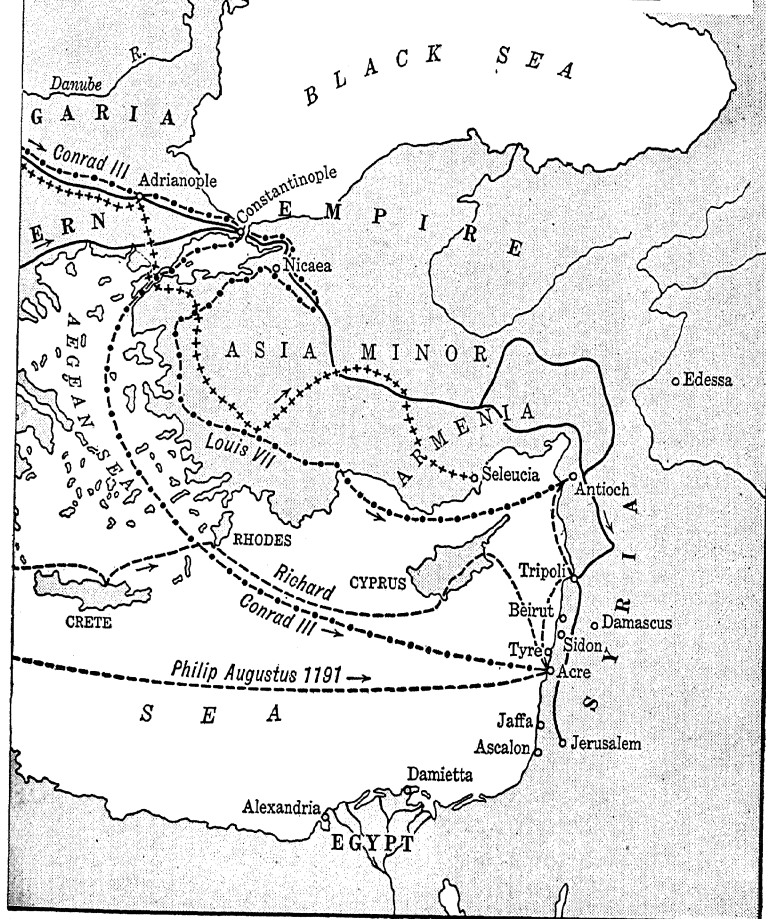 BLACK SEA
R.
Danube
GARIA
Conrad III
Adrianople
Constantinople
ERN
EMPIRE
Nicaea
ASIA MINOR
AEGEAN SEA
Edessa
ARMENIA
Louis VII
Seleucia
Antioch
RHODES
Richard
CYPRUS
Tripoli
SYRIA
CRETE
Conrad III
Beirut
Damascus
Sidon
Tyre
Philip Augustus 1191
Acre
SEA
Jaffa
Jerusalem
Ascalon
Damietta
Alexandria
EGYPT